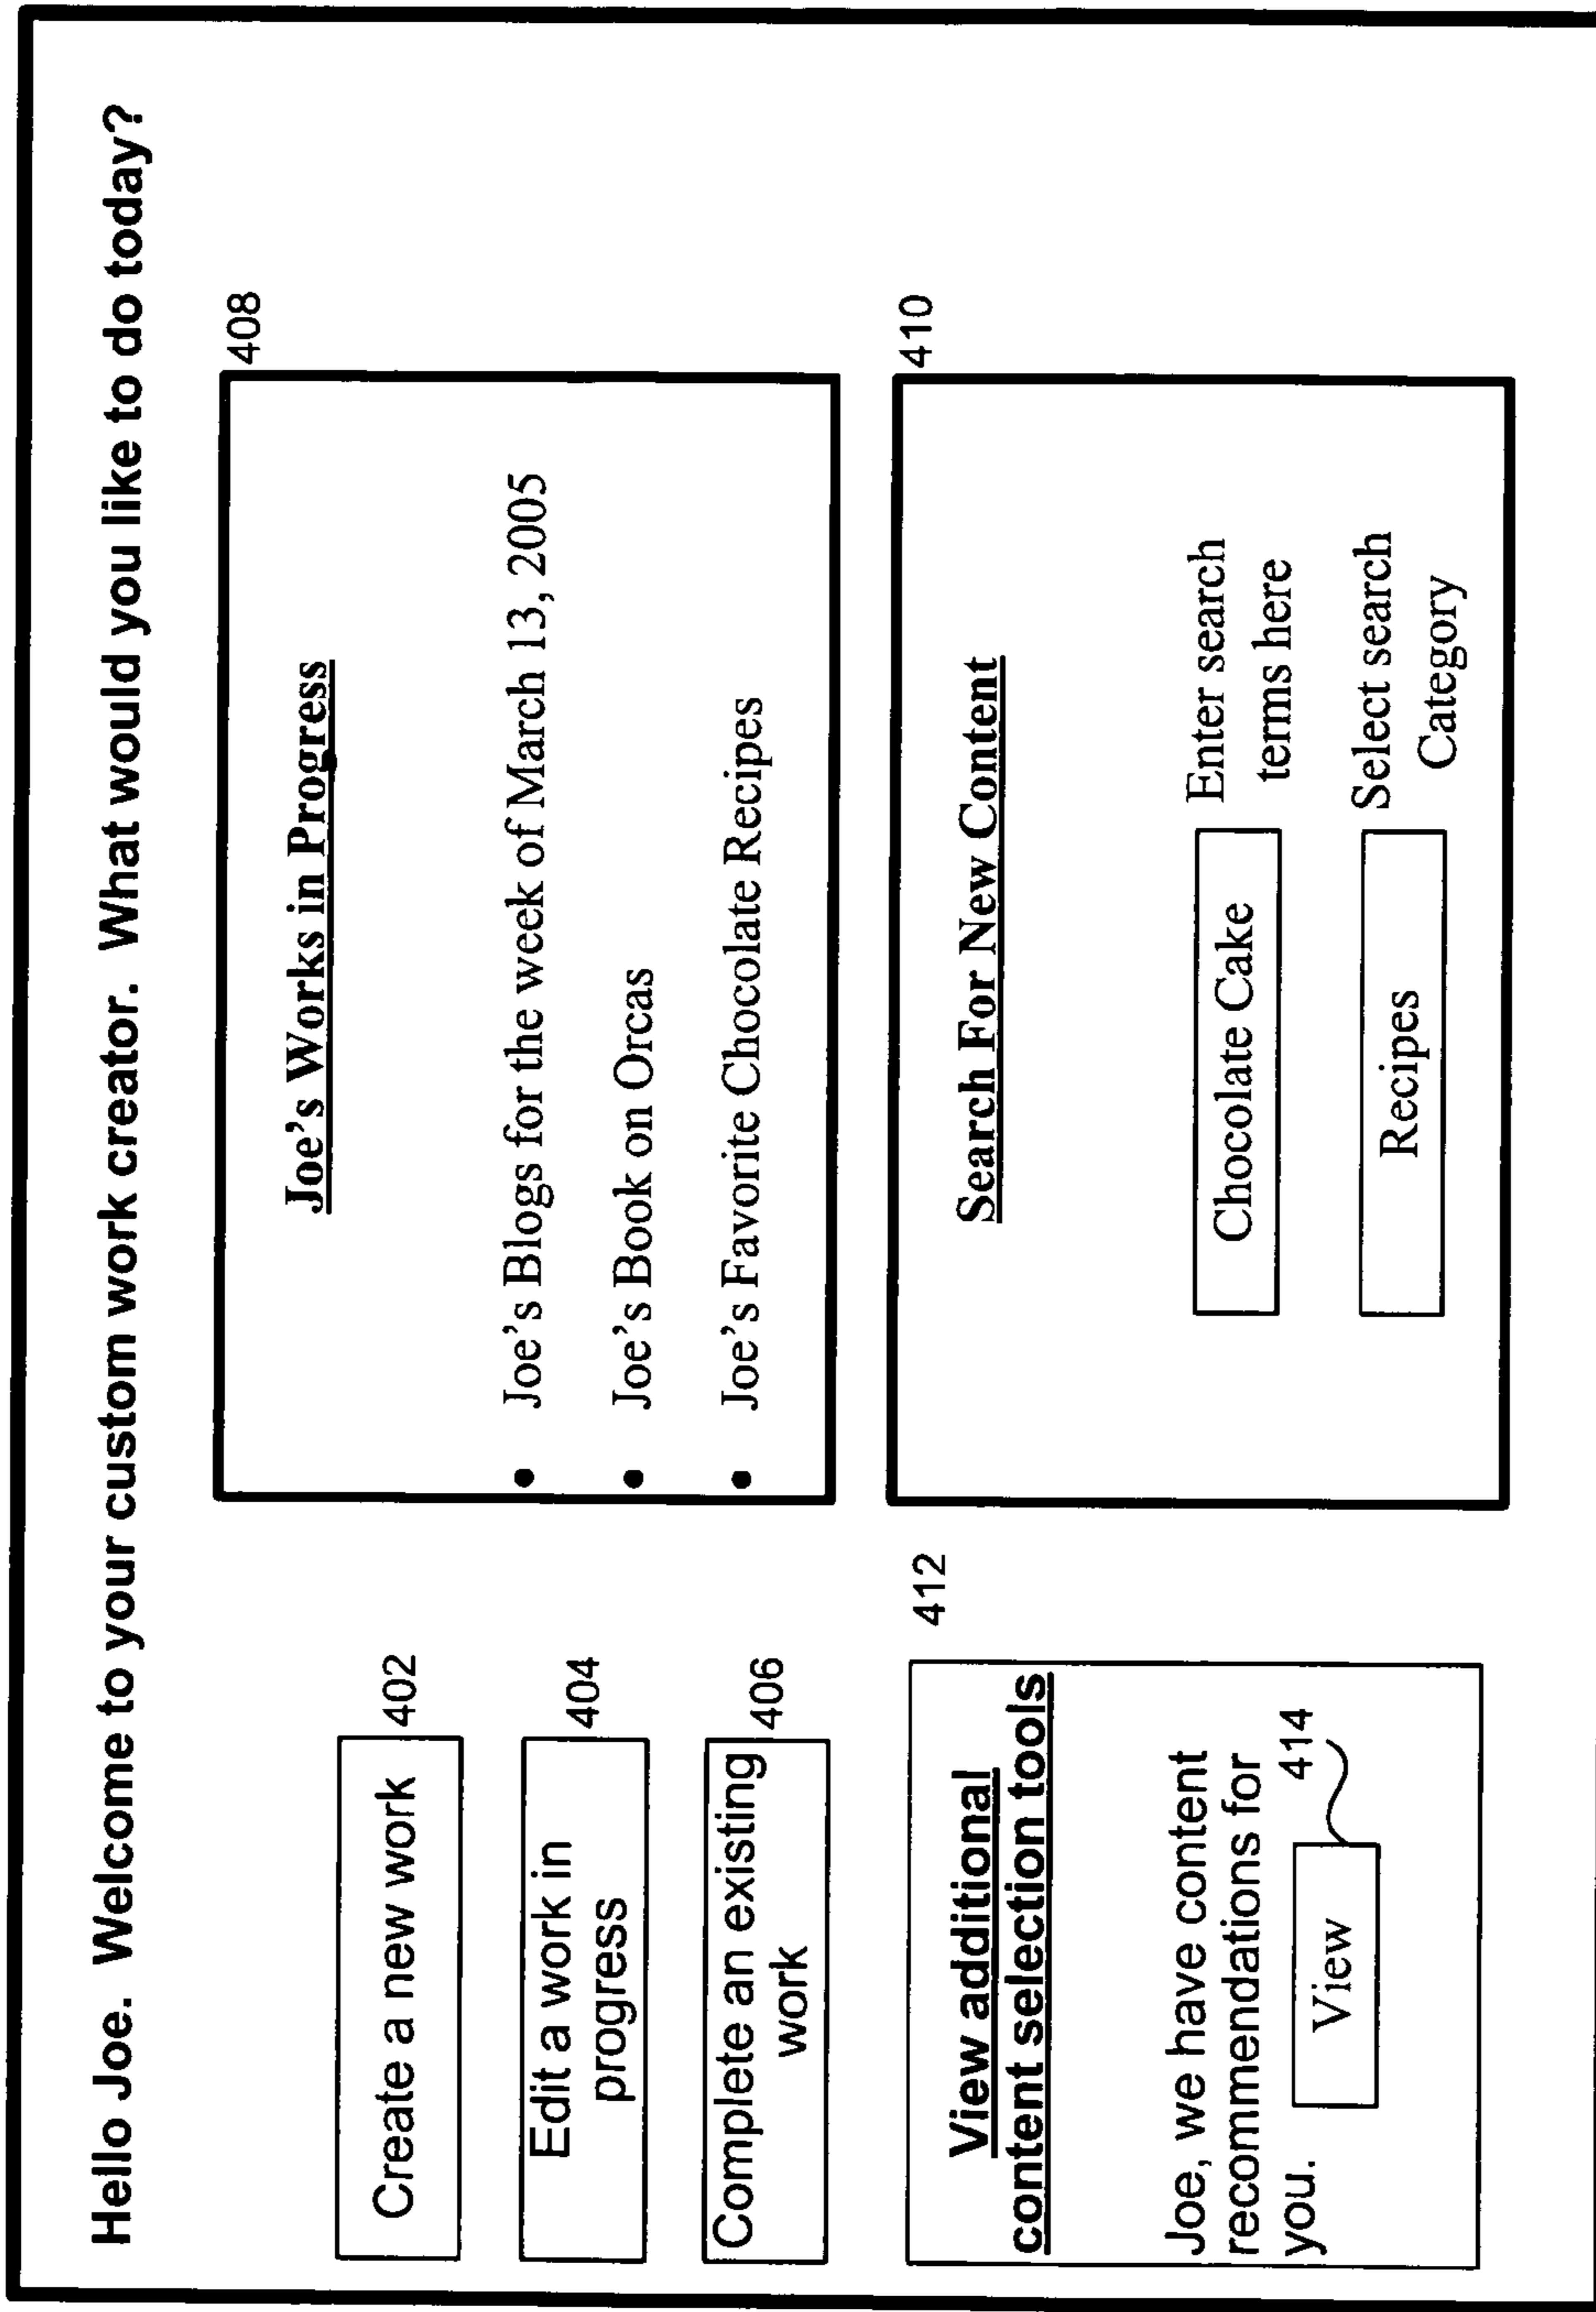 Hello Joe.  Welcome to your custom work creator.  What would you like to do today?
Create a new work
402
Edit a work in
progress
404
Complete an existing
work
406
408
Joe's Works in Progress
• Joe's Blogs for the week of March 13, 2005
• Joe's Book on Orcas
• Joe's Favorite Chocolate Recipes
412
View additional
content selection tools
Joe, we have content
recommendations for
you.
414
View
410
Search For New Content
Chocolate Cake
Enter search
terms here
Recipes
Select search
Category